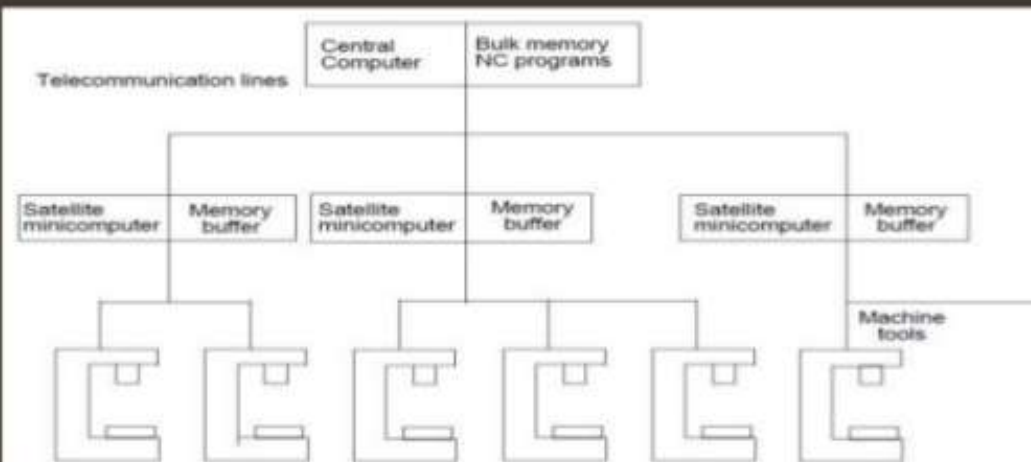 Central
Computer
Bulk memory
NC programs
Telecommunication lines
Satellite
minicomputer
Memory
buffer
Satellite
minicomputer
Memory
buffer
Satellite
minicomputer
Memory
buffer
Machine
tools